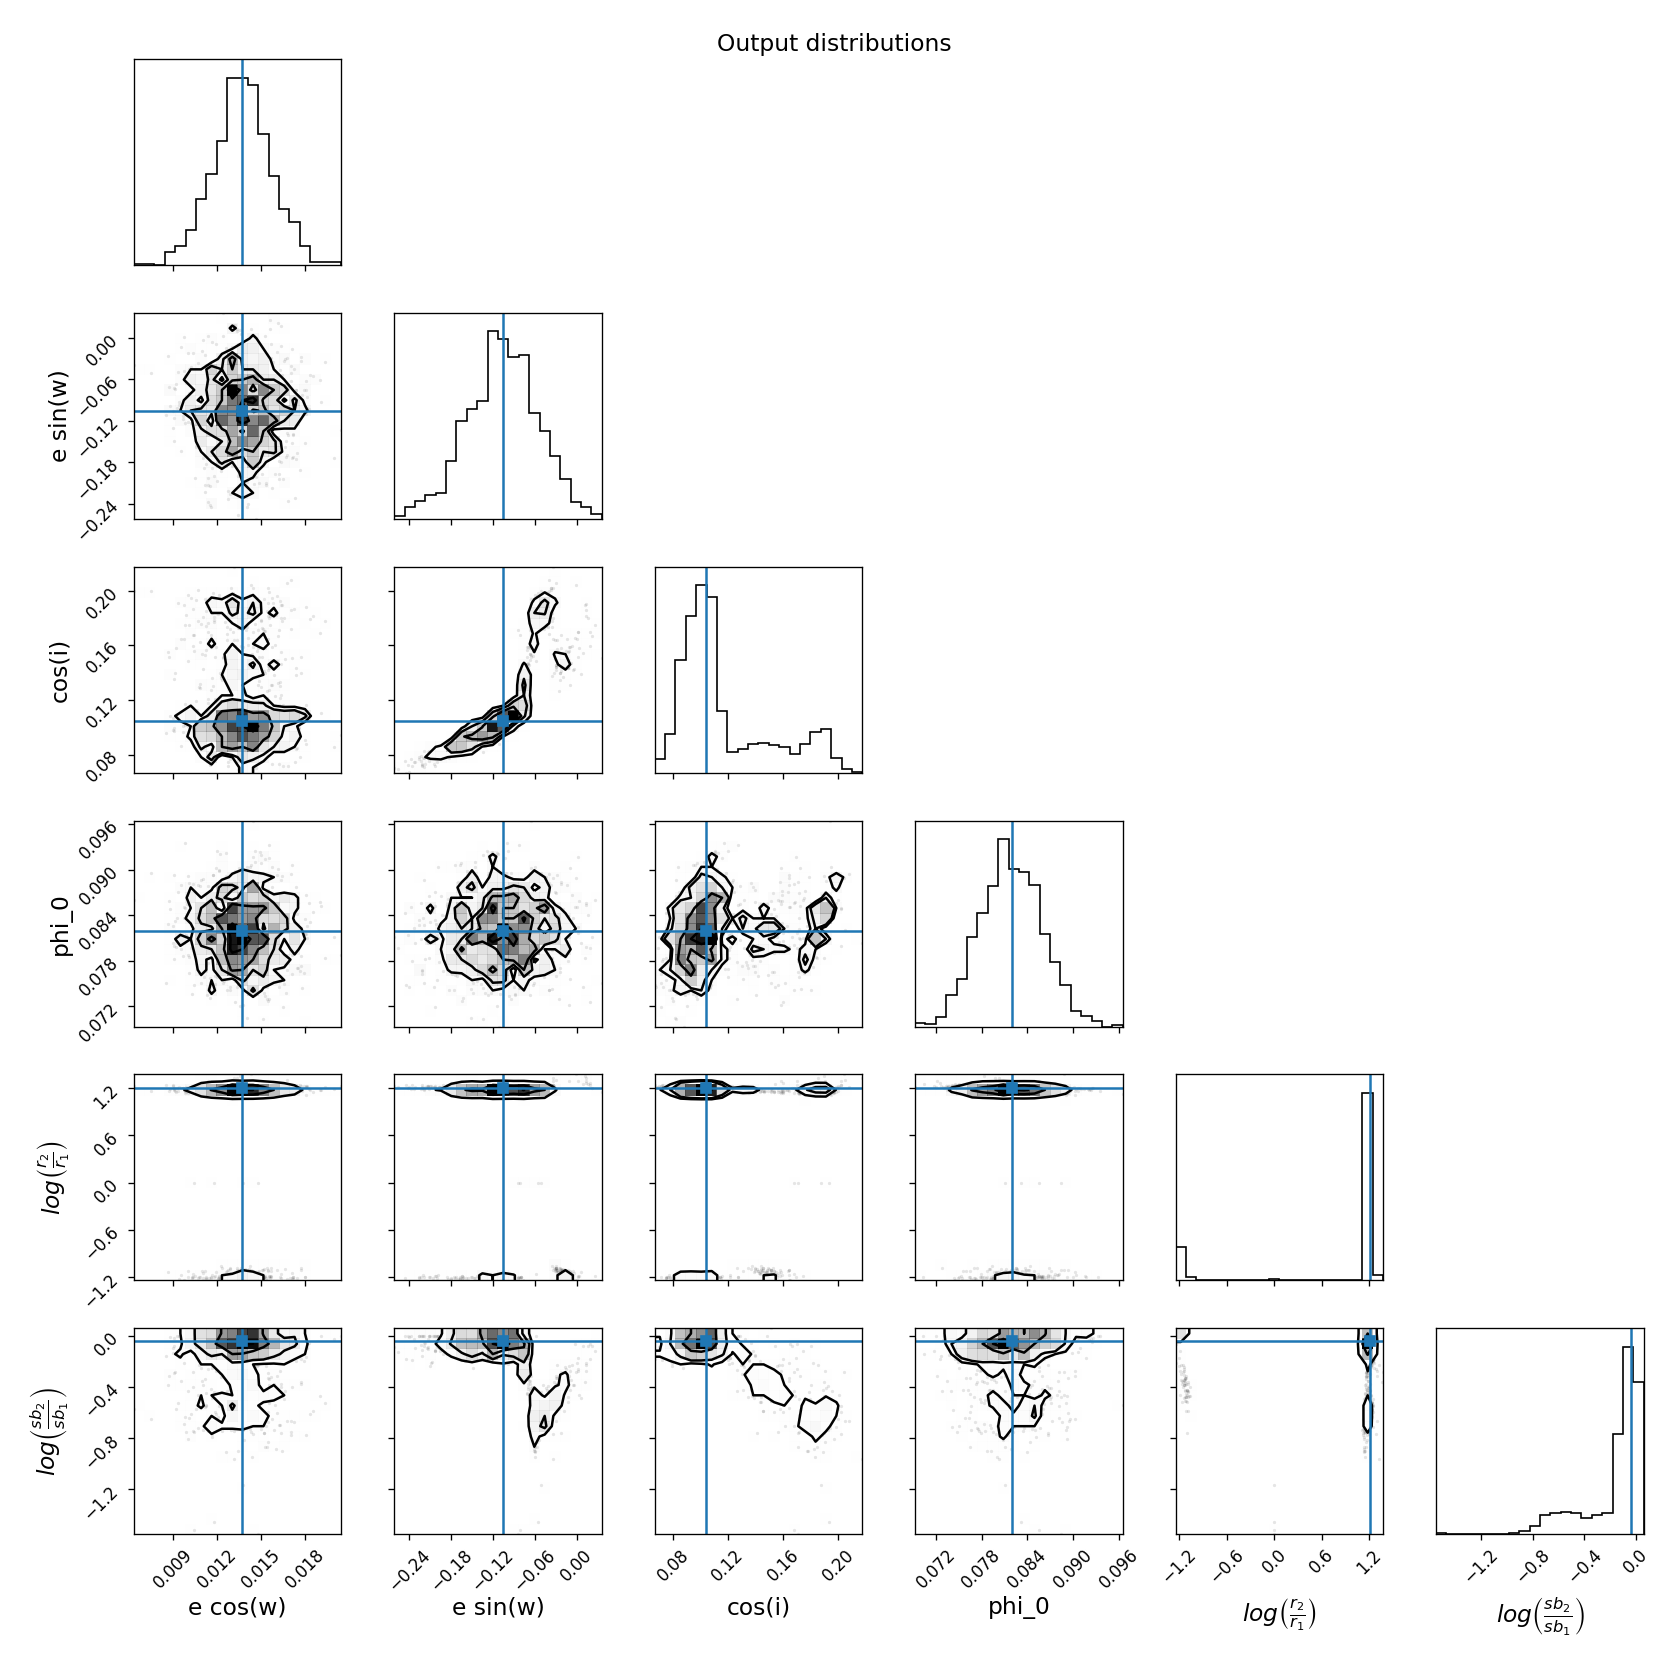 Output distributions
e sin(w)
0.00
−0.06
−0.12
−0.18
−0.24
cos(i)
0.20
0.16
0.12
0.08
phi_0
0.096
0.090
0.084
0.078
0.072
log(r2/r1)
1.2
0.6
0.0
−0.6
−1.2
log(sb2/sb1)
0.0
−0.4
−0.8
−1.2
0.009 0.012 0.015 0.018 −0.24 −0.18 −0.12 −0.06 0.00 0.08 0.12 0.16 0.20 0.072 0.078 0.084 0.090 0.096 −1.2 −0.6 0.0 0.6 1.2 −1.2 −0.8 −0.4 0.0
e cos(w) e sin(w) cos(i) phi_0 log(r2/r1) log(sb2/sb1)